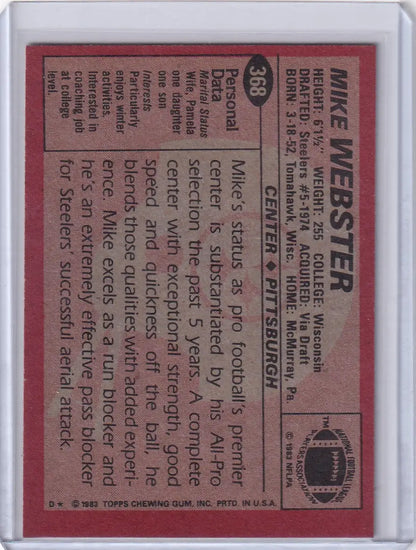 MIKE WEBSTER
HEIGHT: 6'1½" WEIGHT: 255 COLLEGE: Wisconsin
DRAFTED: Steelers #5-1974 ACQUIRED: Via Draft
BORN: 3-18-52, Tomahawk, Wisc. HOME: McMurray, Pa.
368
CENTER ◆ PITTSBURGH
NATIONAL FOOTBALL LEAGUE
PLAYERS ASSOCIATION
TM
© 1983 NFLPA
Personal
Data
Marital Status
Wife, Pamela
one daughter
one son
Interests
Particularly
enjoys winter
activities.
Interested in
coaching job
at college
level.
Mike's status as pro football's premier
center is substantiated by his All-Pro
selection the past 5 years. A complete
center with exceptional strength, good
speed and quickness off the ball, he
blends those qualities with added experi-
ence. Mike excels as a run blocker and
he's an extremely effective pass blocker
for Steelers' successful aerial attack.
D★ © 1983 TOPPS CHEWING GUM, INC. PRTD. IN U.S.A.